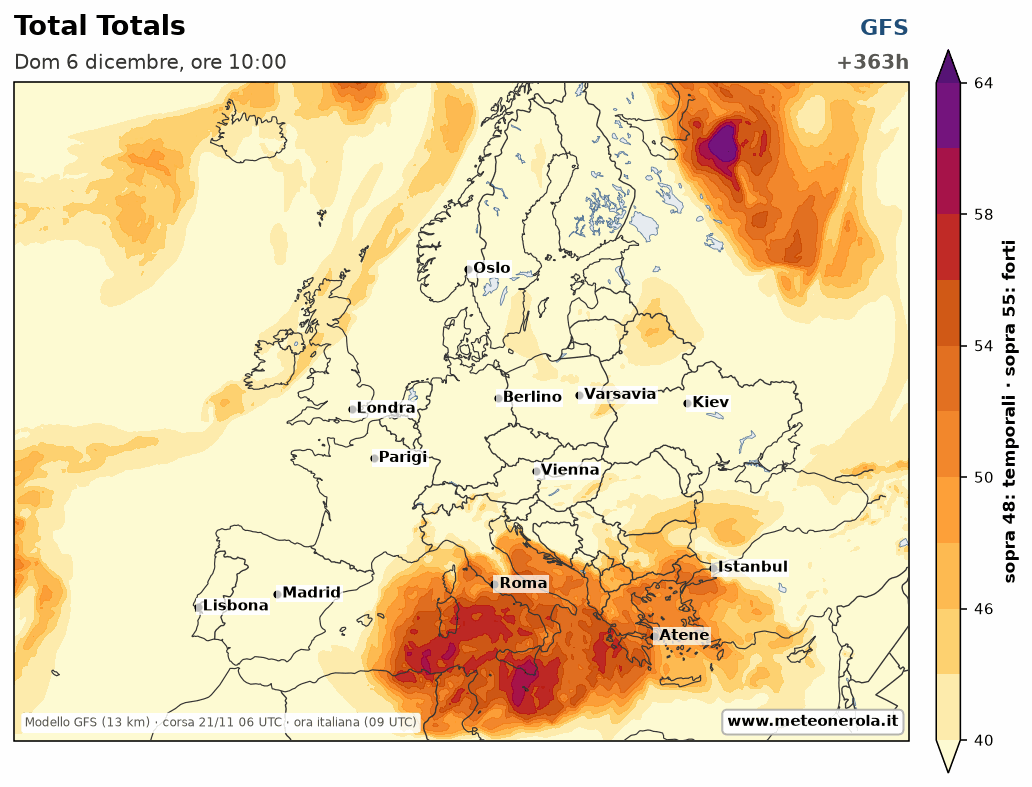 Total Totals
GFS
Dom 6 dicembre, ore 10:00
+363h
64
58
54
50
46
40
sopra 48: temporali · sopra 55: forti
Oslo
Berlino
Varsavia
Kiev
Londra
Parigi
Vienna
Istanbul
Roma
Madrid
Lisbona
Atene
Modello GFS (13 km) · corsa 21/11 06 UTC · ora italiana (09 UTC)
www.meteonerola.it